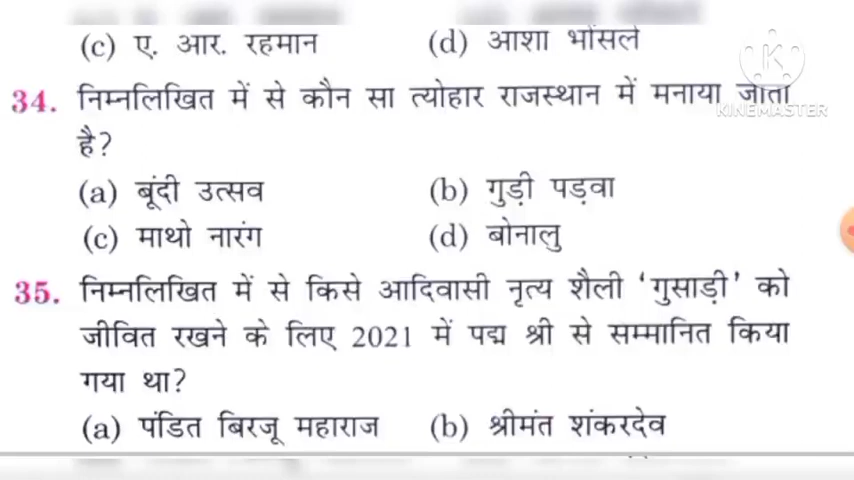 (c) ए. आर. रहमान (d) आशा भोंसले
34. निम्नलिखित में से कौन सा त्योहार राजस्थान में मनाया जाता
KINEMASTER
है?
(a) बूंदी उत्सव (b) गुड़ी पड़वा
(c) माथो नारंग (d) बोनालु
35. निम्नलिखित में से किसे आदिवासी नृत्य शैली ‘गुसाड़ी’ को
जीवित रखने के लिए 2021 में पद्म श्री से सम्मानित किया
गया था?
(a) पंडित बिरजू महाराज (b) श्रीमंत शंकरदेव